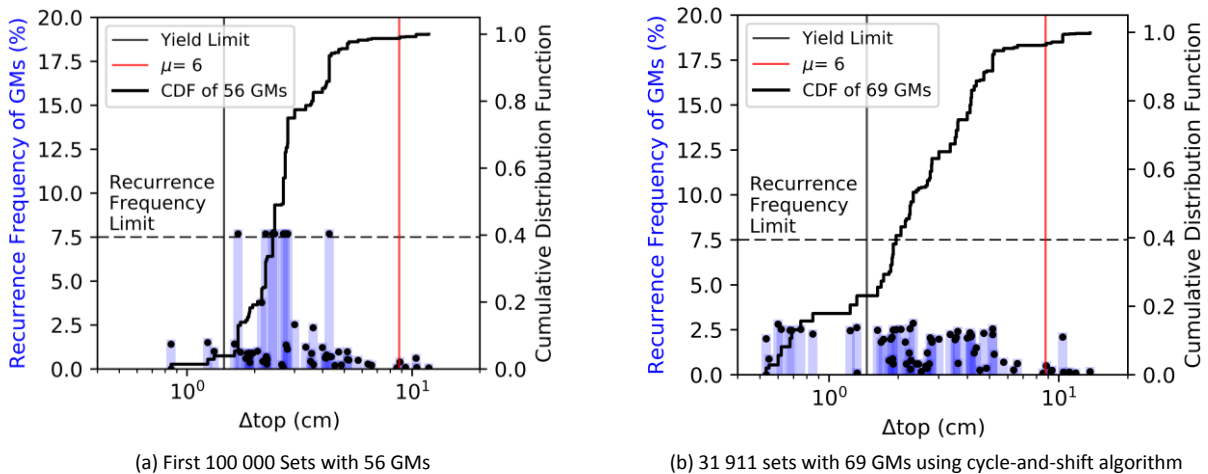 Recurrence Frequency of GMs (%)
20.0
17.5
15.0
12.5
10.0
7.5
5.0
2.5
0.0
Yield Limit
μ= 6
CDF of 56 GMs
Recurrence
Frequency
Limit
1.0
0.8
0.6
0.4
0.2
0.0
Cumulative Distribution Function
10⁰
10¹
Δtop (cm)
(a) First 100 000 Sets with 56 GMs
Recurrence Frequency of GMs (%)
20.0
17.5
15.0
12.5
10.0
7.5
5.0
2.5
0.0
Yield Limit
μ= 6
CDF of 69 GMs
Recurrence
Frequency
Limit
1.0
0.8
0.6
0.4
0.2
0.0
Cumulative Distribution Function
10⁰
10¹
Δtop (cm)
(b) 31 911 sets with 69 GMs using cycle-and-shift algorithm